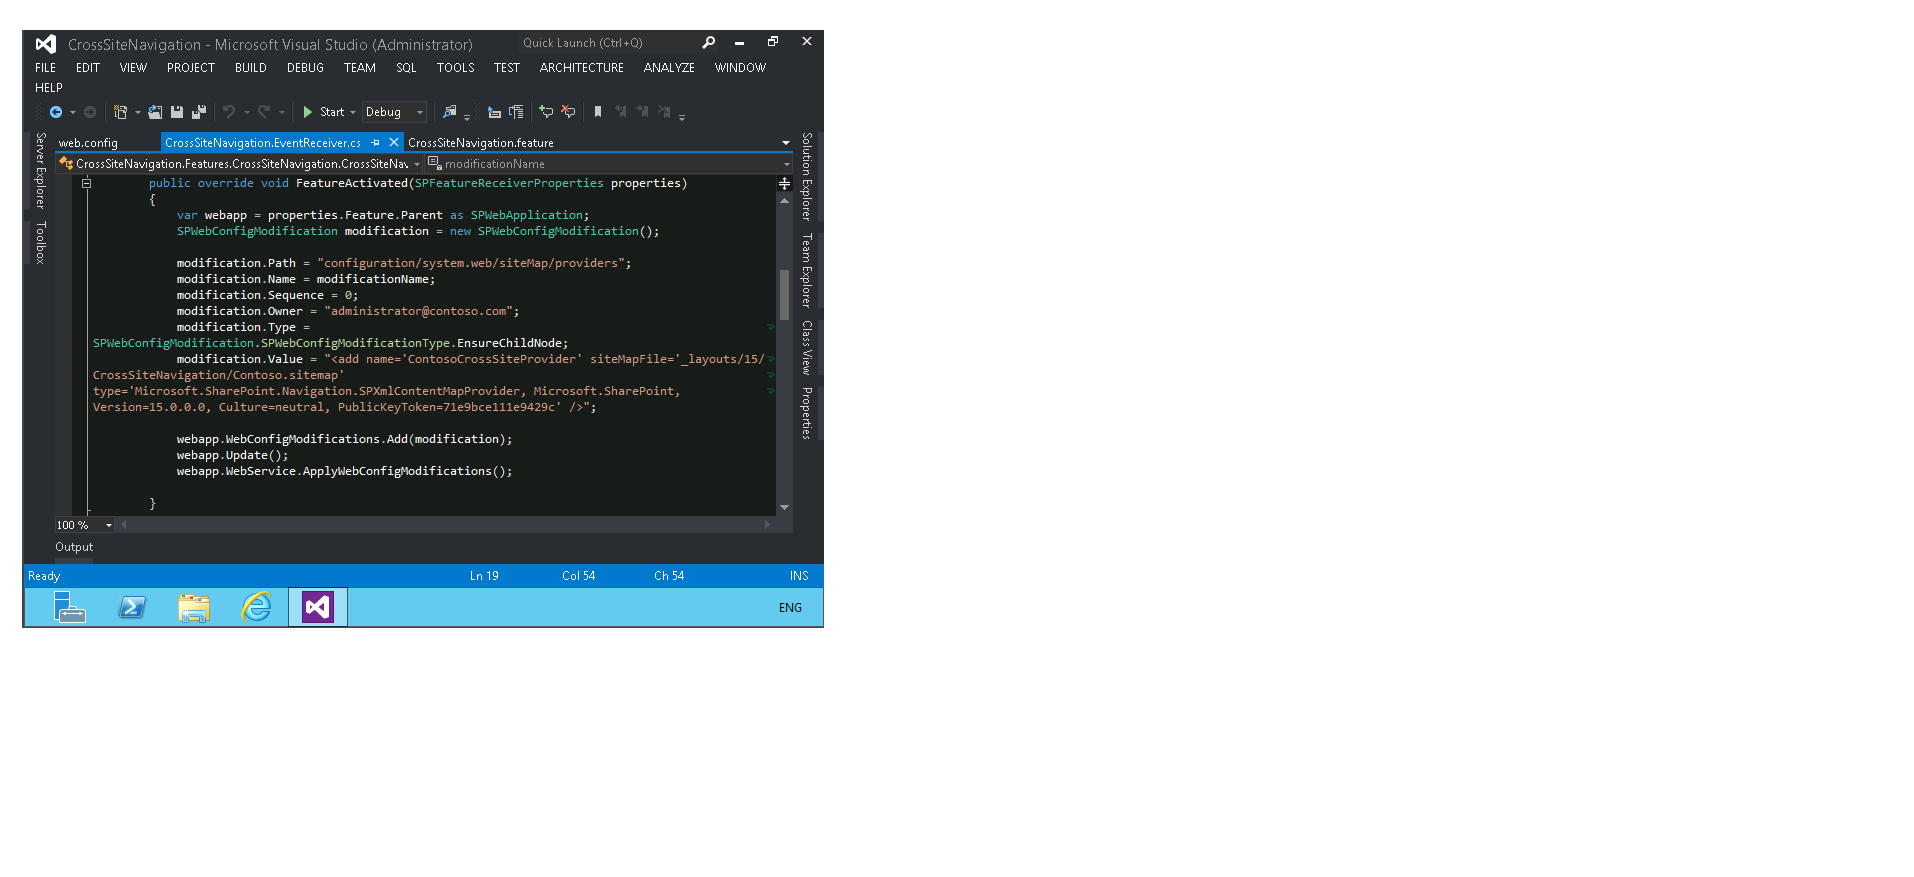 CrossSiteNavigation - Microsoft Visual Studio (Administrator)
Quick Launch (Ctrl+Q)
FILE EDIT VIEW PROJECT BUILD DEBUG TEAM SQL TOOLS TEST ARCHITECTURE ANALYZE WINDOW
HELP
Start Debug
Server Explorer
Toolbox
web.config CrossSiteNavigation.EventReceiver.cs CrossSiteNavigation.feature
CrossSiteNavigation.Features.CrossSiteNavigation.CrossSiteNav modificationName
public override void FeatureActivated(SPFeatureReceiverProperties properties)
{
var webapp = properties.Feature.Parent as SPWebApplication;
SPWebConfigModification modification = new SPWebConfigModification();
modification.Path = "configuration/system.web/siteMap/providers";
modification.Name = modificationName;
modification.Sequence = 0;
modification.Owner = "administrator@contoso.com";
modification.Type =
SPWebConfigModification.SPWebConfigModificationType.EnsureChildNode;
modification.Value = "<add name='ContosoCrossSiteProvider' siteMapFile='_layouts/15/
CrossSiteNavigation/Contoso.sitemap'
type='Microsoft.SharePoint.Navigation.SPXmlContentMapProvider, Microsoft.SharePoint,
Version=15.0.0.0, Culture=neutral, PublicKeyToken=71e9bce111e9429c' />";
webapp.WebConfigModifications.Add(modification);
webapp.Update();
webapp.WebService.ApplyWebConfigModifications();
}
Solution Explorer
Team Explorer
Class View
Properties
100 %
Output
Ready Ln 19 Col 54 Ch 54 INS
ENG